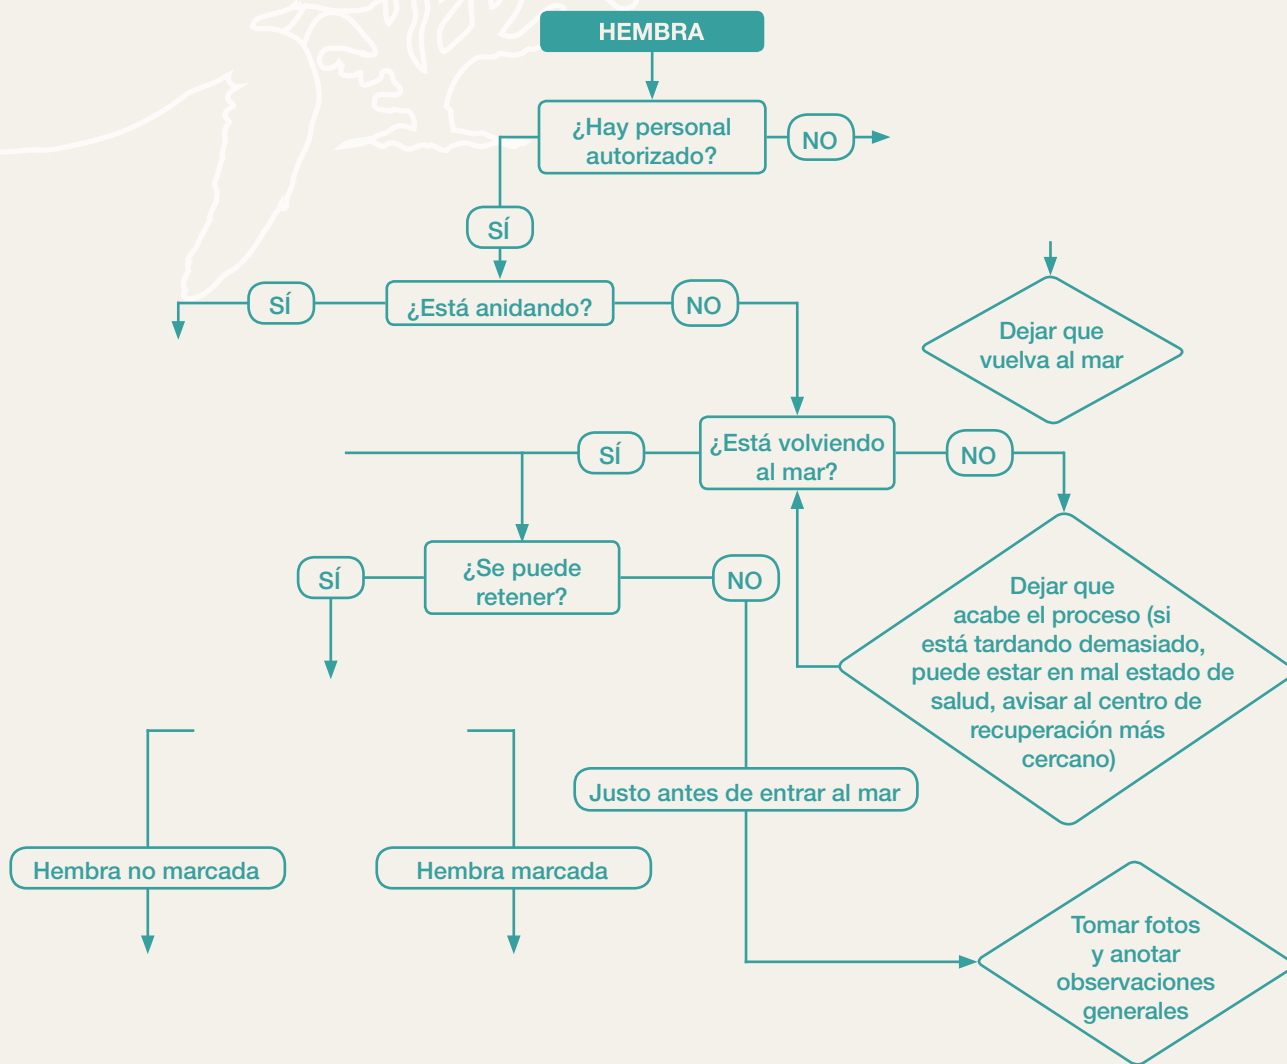 HEMBRA
¿Hay personal
autorizado?
NO
SÍ
SÍ
¿Está anidando?
NO
Dejar que
vuelva al mar
SÍ
¿Está volviendo
al mar?
NO
SÍ
¿Se puede
retener?
NO
Dejar que
acabe el proceso (si
está tardando demasiado,
puede estar en mal estado de
salud, avisar al centro de
recuperación más
cercano)
Justo antes de entrar al mar
Hembra no marcada
Hembra marcada
Tomar fotos
y anotar
observaciones
generales